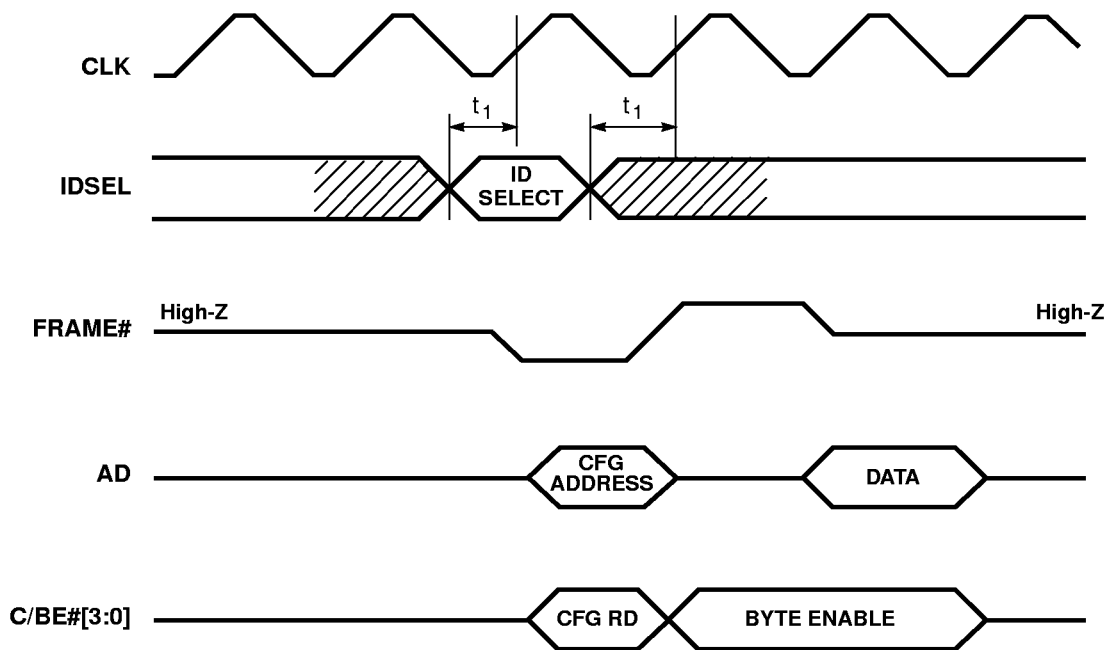 CLK
t1
t1
IDSEL
ID
SELECT
High-Z
High-Z
FRAME#
AD
CFG
ADDRESS
DATA
C/BE#[3:0]
CFG RD
BYTE ENABLE